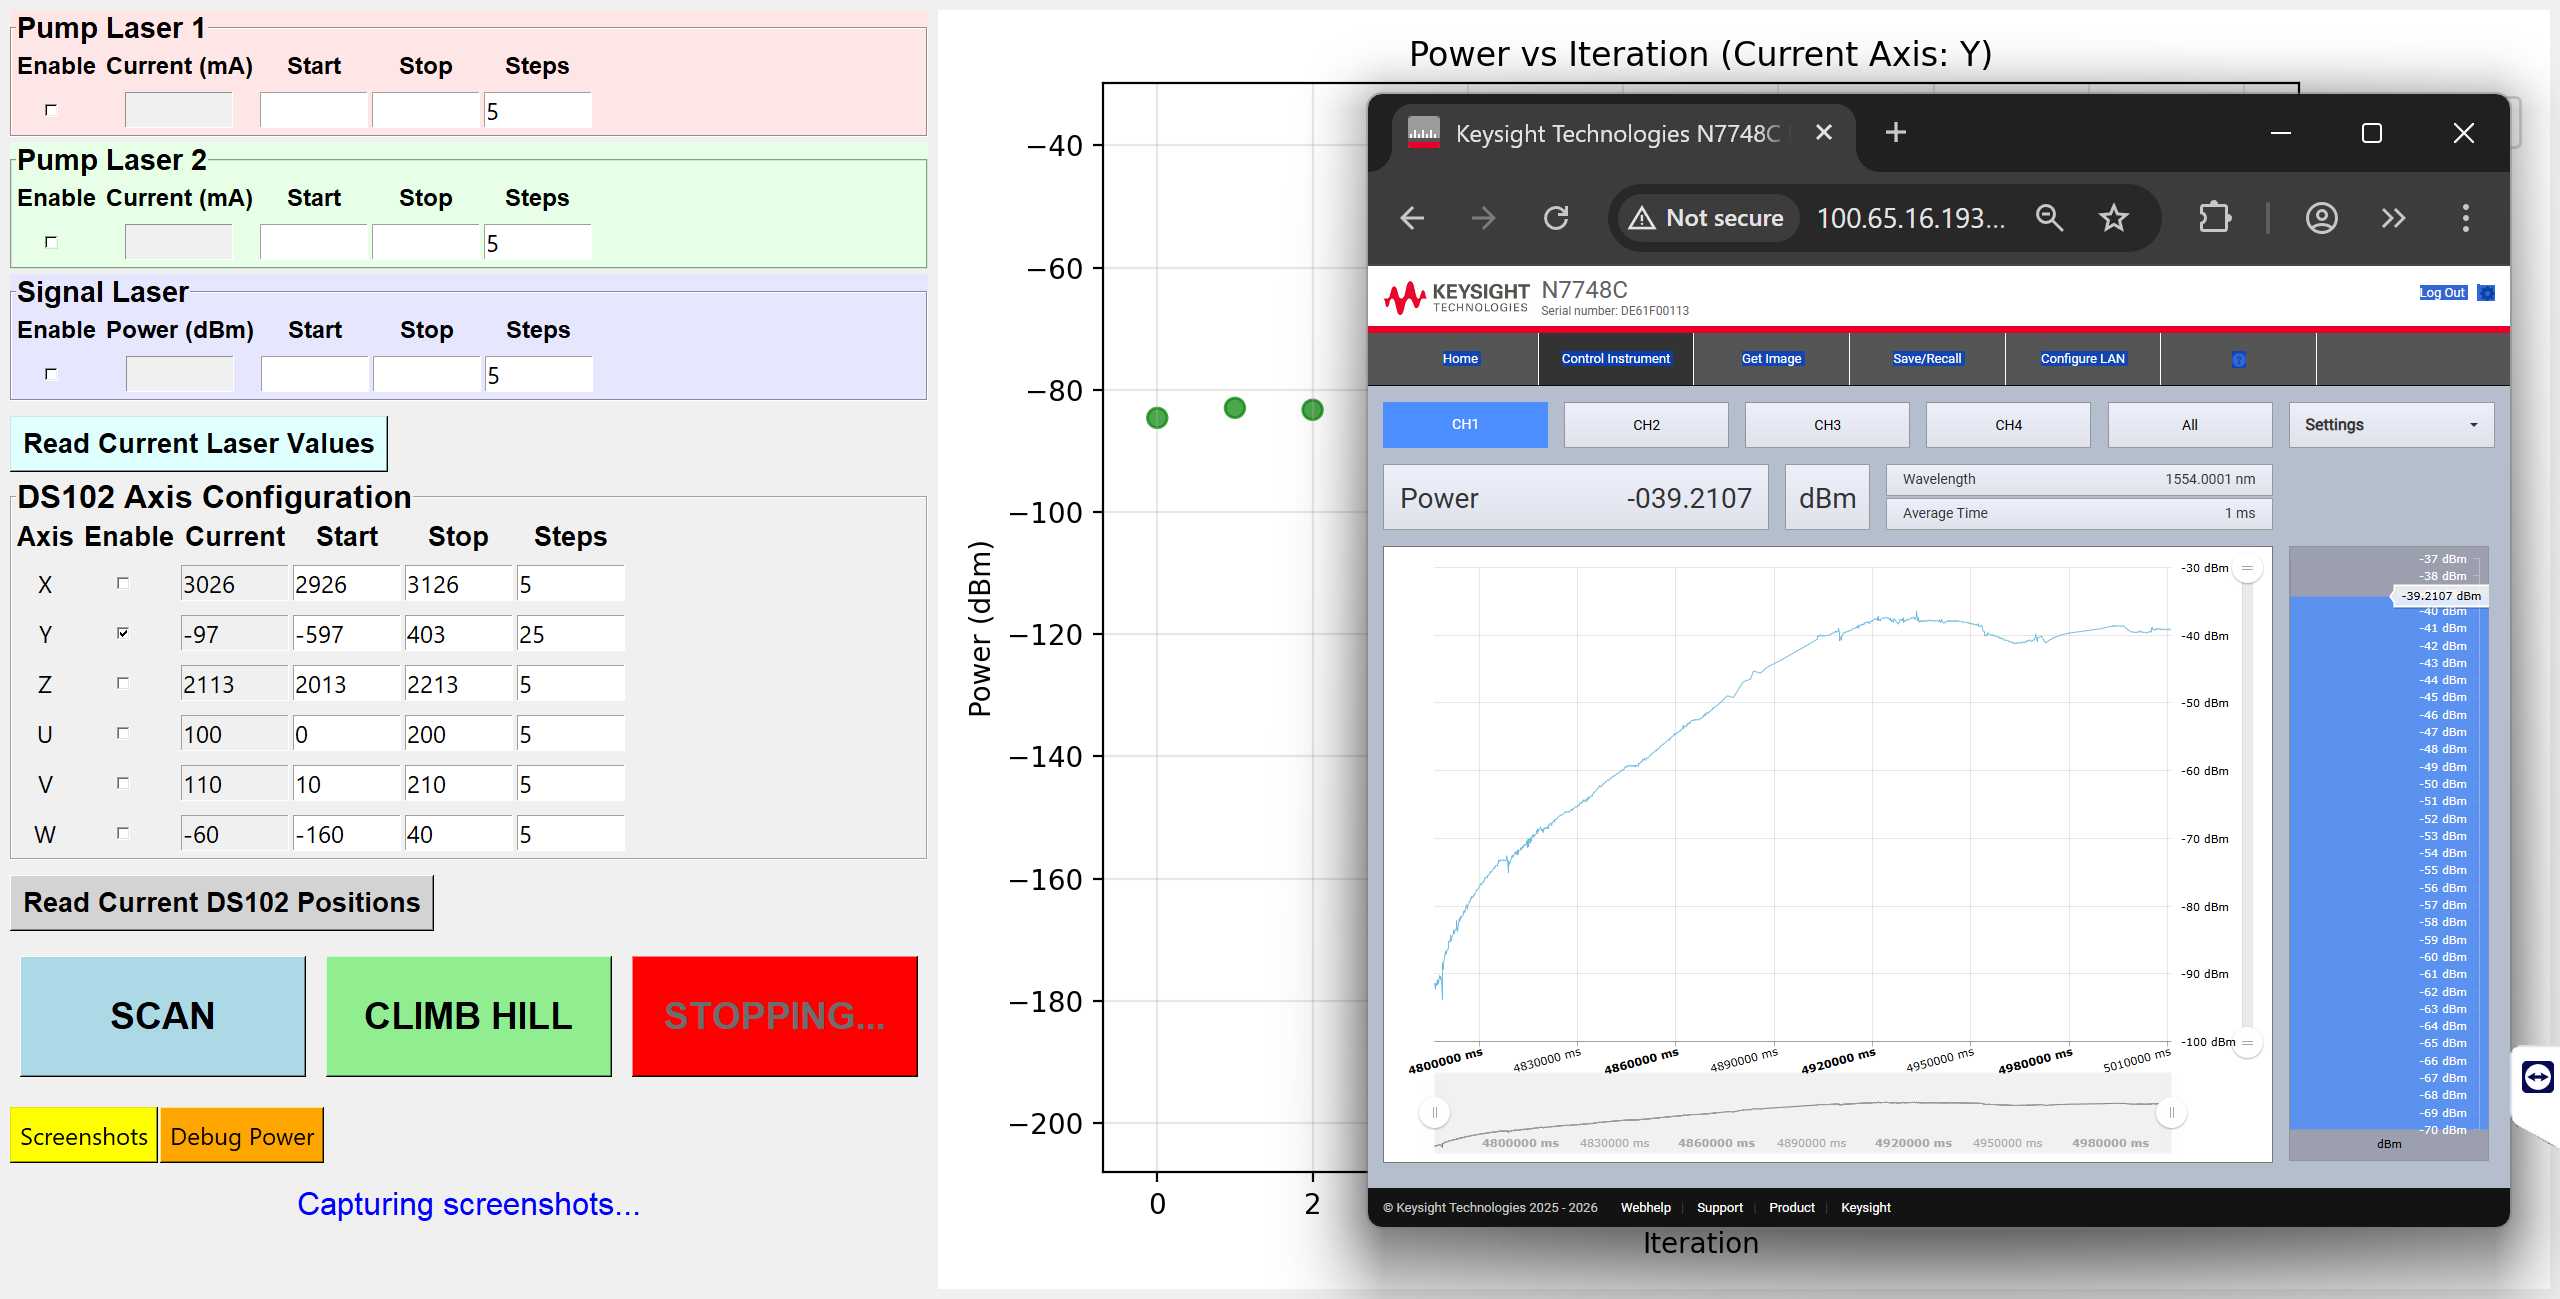 Pump Laser 1
Enable Current (mA) Start Stop Steps
5
Pump Laser 2
Enable Current (mA) Start Stop Steps
5
Signal Laser
Enable Power (dBm) Start Stop Steps
5
Read Current Laser Values
DS102 Axis Configuration
Axis Enable Current Start Stop Steps
X 3026 2926 3126 5
Y -97 -597 403 25
Z 2113 2013 2213 5
U 100 0 200 5
V 110 10 210 5
W -60 -160 40 5
Read Current DS102 Positions
SCAN CLIMB HILL STOPPING...
Screenshots Debug Power
Capturing screenshots...
Power vs Iteration (Current Axis: Y)
Power (dBm)
−40
−60
−80
−100
−120
−140
−160
−180
−200
0 2
Iteration
Keysight Technologies N7748C
Not secure 100.65.16.193...
KEYSIGHT TECHNOLOGIES
N7748C
Serial number: DE61F00113
Log Out
Home Control Instrument Get Image Save/Recall Configure LAN ?
CH1 CH2 CH3 CH4 All Settings
Power -039.2107 dBm
Wavelength 1554.0001 nm
Average Time 1 ms
-30 dBm
-40 dBm
-50 dBm
-60 dBm
-70 dBm
-80 dBm
-90 dBm
-100 dBm
4800000 ms 4830000 ms 4860000 ms 4890000 ms 4920000 ms 4950000 ms 4980000 ms 5010000 ms
4800000 ms 4830000 ms 4860000 ms 4890000 ms 4920000 ms 4950000 ms 4980000 ms
-37 dBm
-38 dBm
-39.2107 dBm
-40 dBm
-41 dBm
-42 dBm
-43 dBm
-44 dBm
-45 dBm
-46 dBm
-47 dBm
-48 dBm
-49 dBm
-50 dBm
-51 dBm
-52 dBm
-53 dBm
-54 dBm
-55 dBm
-56 dBm
-57 dBm
-58 dBm
-59 dBm
-60 dBm
-61 dBm
-62 dBm
-63 dBm
-64 dBm
-65 dBm
-66 dBm
-67 dBm
-68 dBm
-69 dBm
-70 dBm
dBm
© Keysight Technologies 2025 - 2026 Webhelp Support Product Keysight